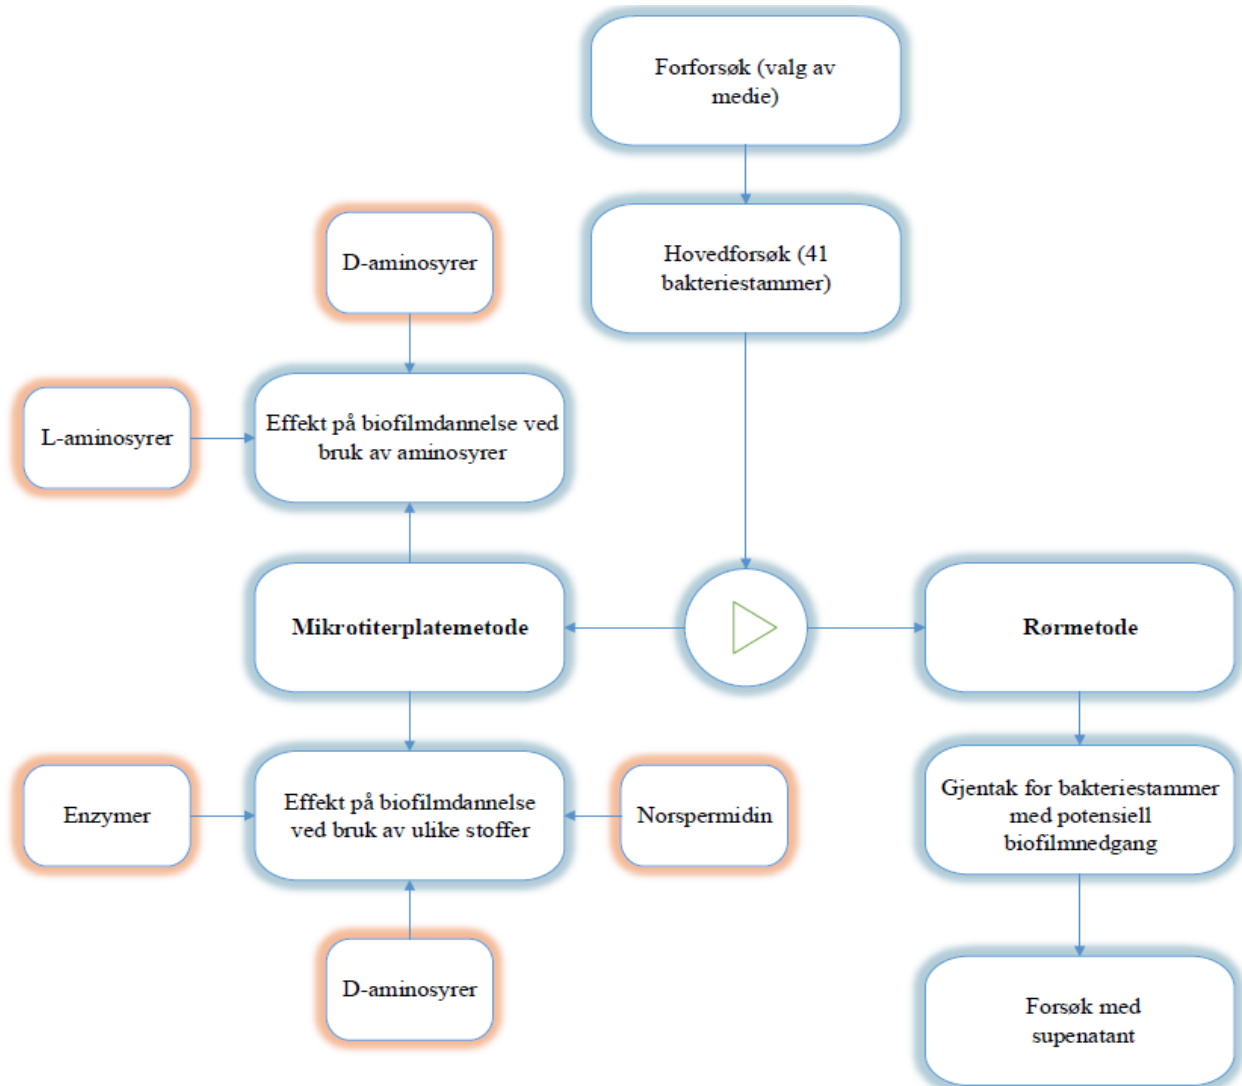 Forforsøk (valg av
medie)
Hovedforsøk (41
bakteriestammer)
D-aminosyrer
L-aminosyrer
Effekt på biofilmdannelse ved
bruk av aminosyrer
Mikrotiterplatemetode
Rørmetode
Enzymer
Effekt på biofilmdannelse
ved bruk av ulike stoffer
Norspermidin
D-aminosyrer
Gjentak for bakteriestammer
med potensiell
biofilmnedgang
Forsøk med
supenatant